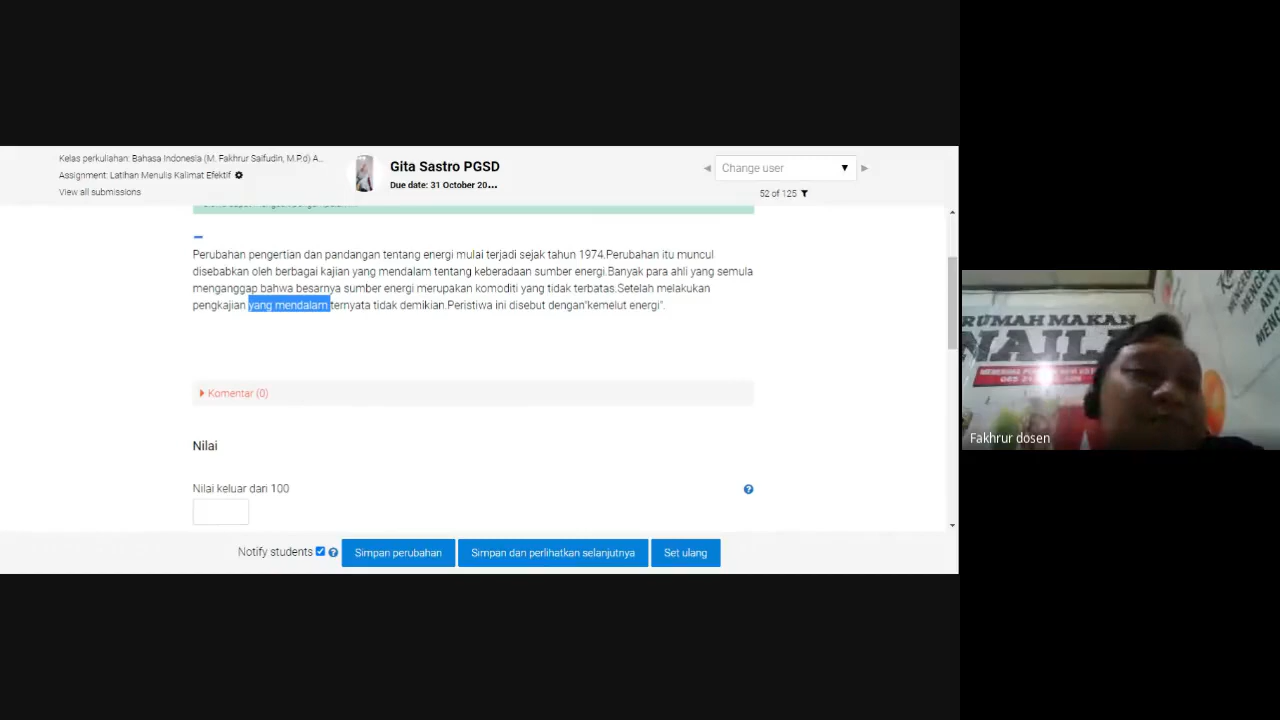 Kelas perkuliahan: Bahasa Indonesia (M. Fakhrur Saifudin, M.P.d) A...
Assignment: Latihan Menulis Kalimat Efektif
View all submissions
Gita Sastro PGSD
Due date: 31 October 20...
Change user
52 of 125
Perubahan pengertian dan pandangan tentang energi mulai terjadi sejak tahun 1974.Perubahan itu muncul
disebabkan oleh berbagai kajian yang mendalam tentang keberadaan sumber energi.Banyak para ahli yang semula
menganggap bahwa besarnya sumber energi merupakan komoditi yang tidak terbatas.Setelah melakukan
pengkajian yang mendalam ternyata tidak demikian.Peristiwa ini disebut dengan"kemelut energi".
Komentar (0)
Nilai
Nilai keluar dari 100
Notify students
Simpan perubahan
Simpan dan perlihatkan selanjutnya
Set ulang
RUMAH MAKAN
NAILA
Fakhrur dosen